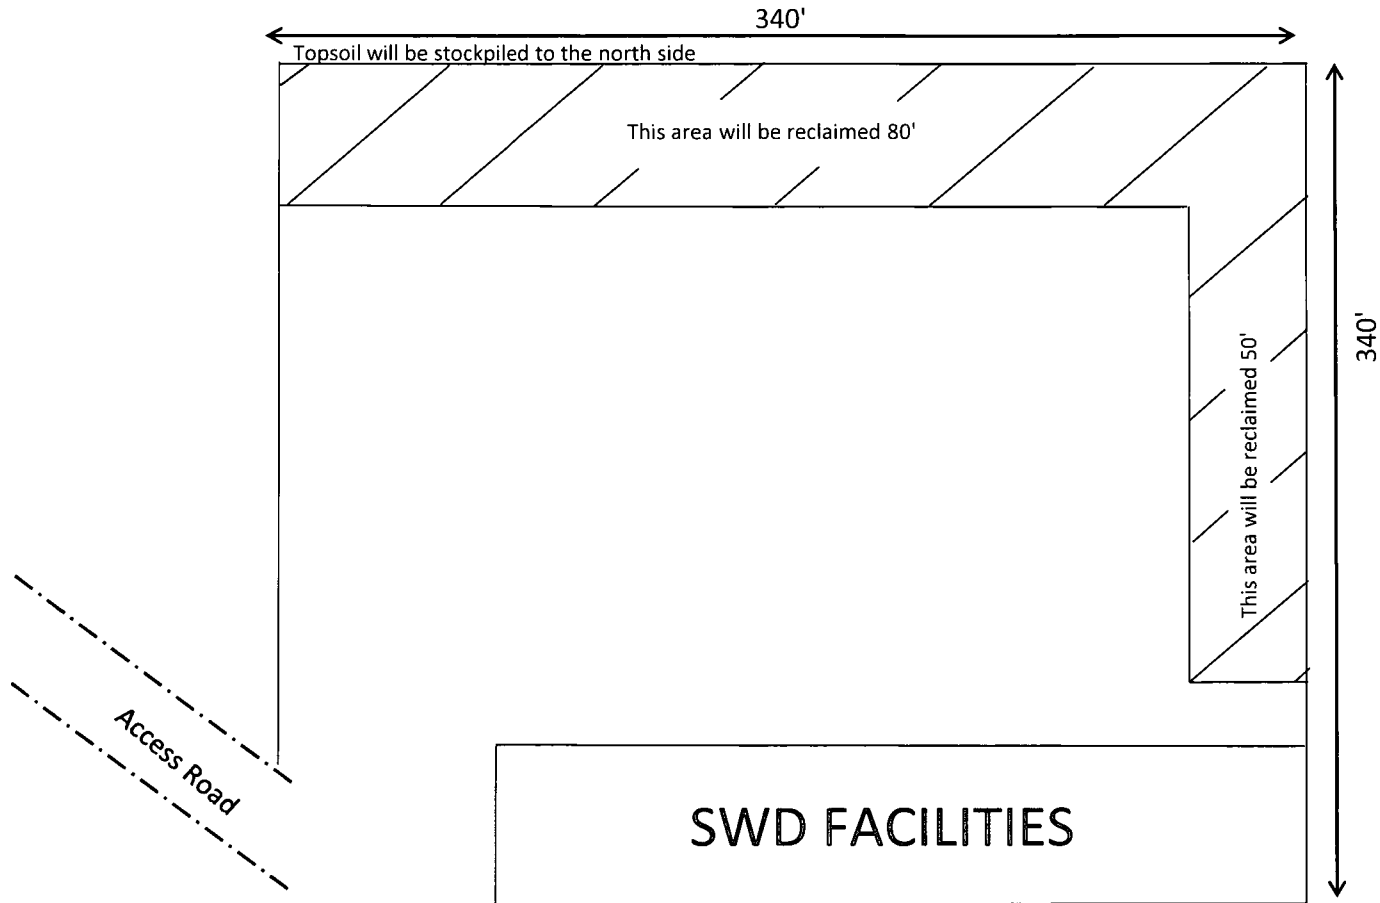 340'
Topsoil will be stockpiled to the north side
This area will be reclaimed 80'
340'
This area will be reclaimed 50'
Access Road
SWD FACILITIES